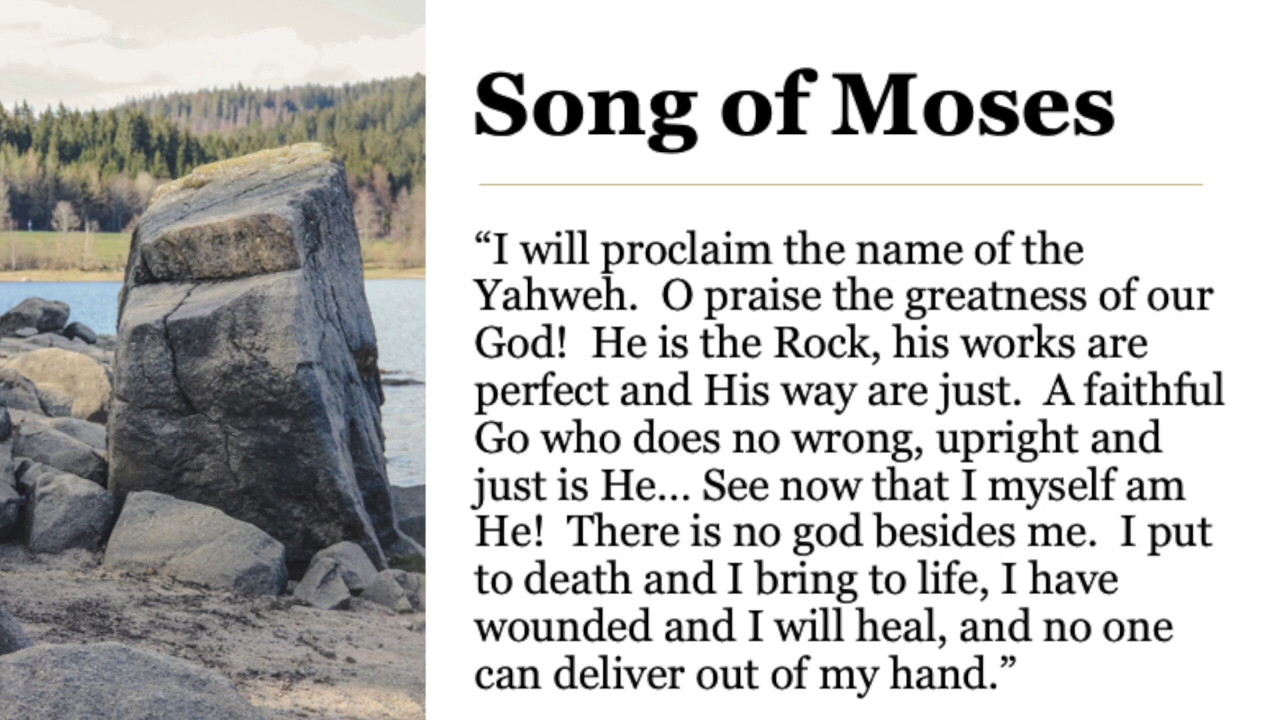 Song of Moses
“I will proclaim the name of the
Yahweh.  O praise the greatness of our
God!  He is the Rock, his works are
perfect and His way are just.  A faithful
Go who does no wrong, upright and
just is He... See now that I myself am
He!  There is no god besides me.  I put
to death and I bring to life, I have
wounded and I will heal, and no one
can deliver out of my hand.”